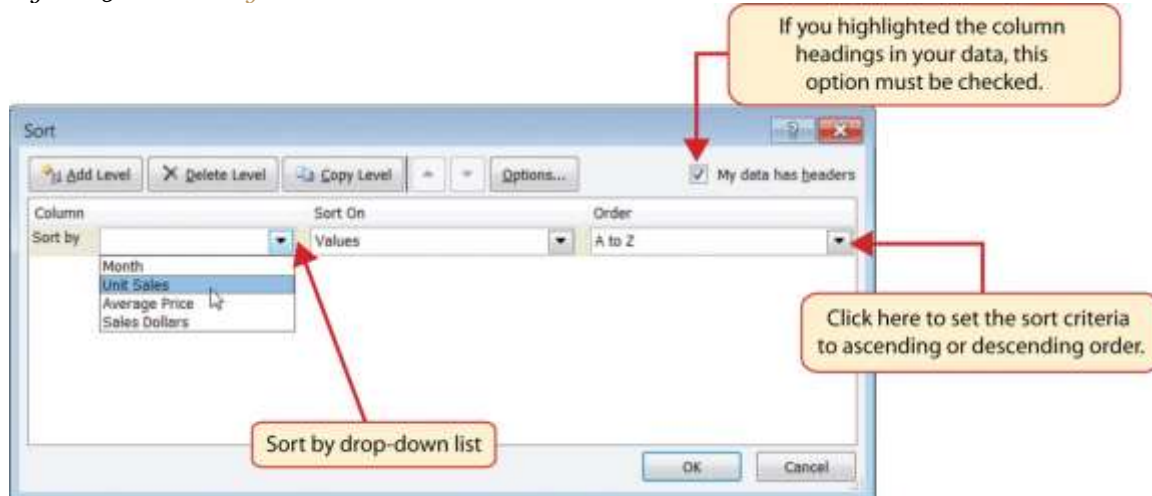 If you highlighted the column
headings in your data, this
option must be checked.
Sort
Add Level
Delete Level
Copy Level
Options...
My data has headers
Column
Sort On
Order
Sort by
Values
A to Z
Month
Unit Sales
Average Price
Sales Dollars
Click here to set the sort criteria
to ascending or descending order.
Sort by drop-down list
OK
Cancel